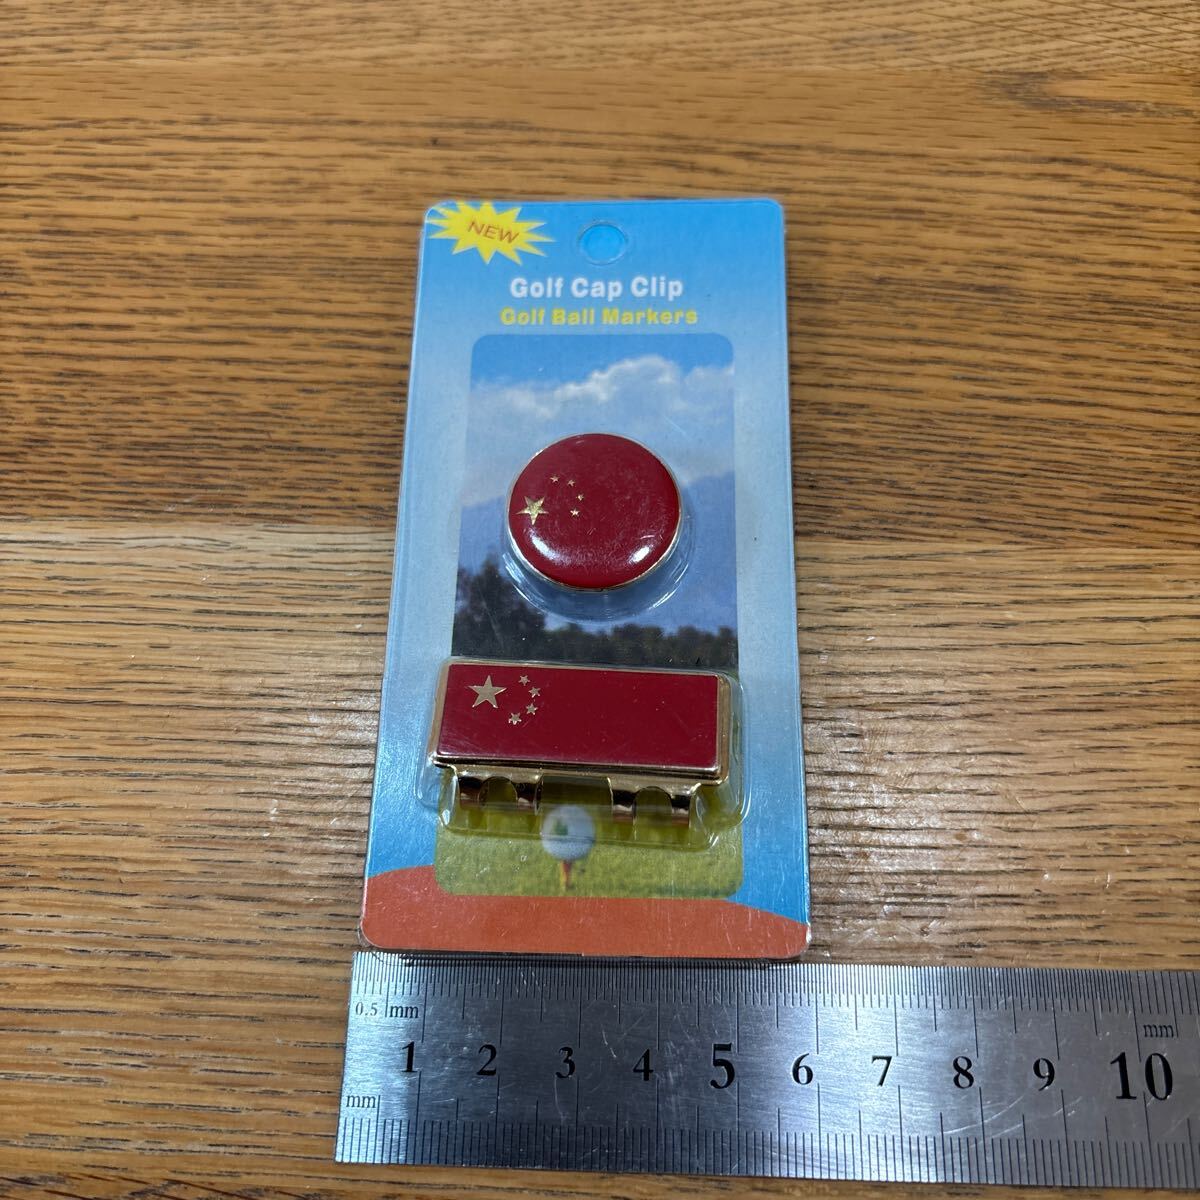 NEW
Golf Cap Clip
Golf Ball Markers
0.5 mm
mm
1 2 3 4 5 6 7 8 9 10
mm